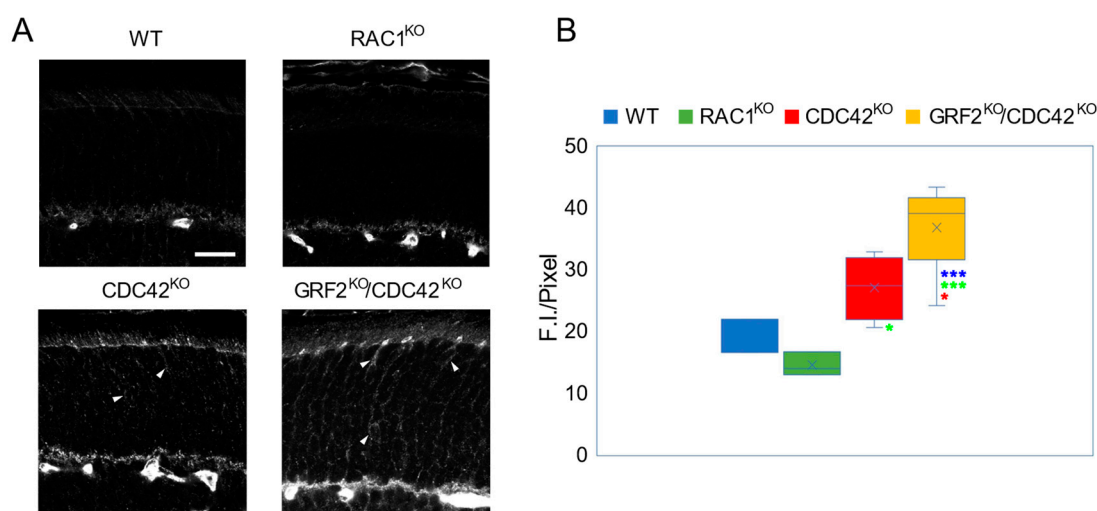 A
B
WT
RAC1KO
CDC42KO
GRF2KO/CDC42KO
WT
RAC1KO
CDC42KO
GRF2KO/CDC42KO
F.I./Pixel
50
40
30
20
10
0
***
***
*
*